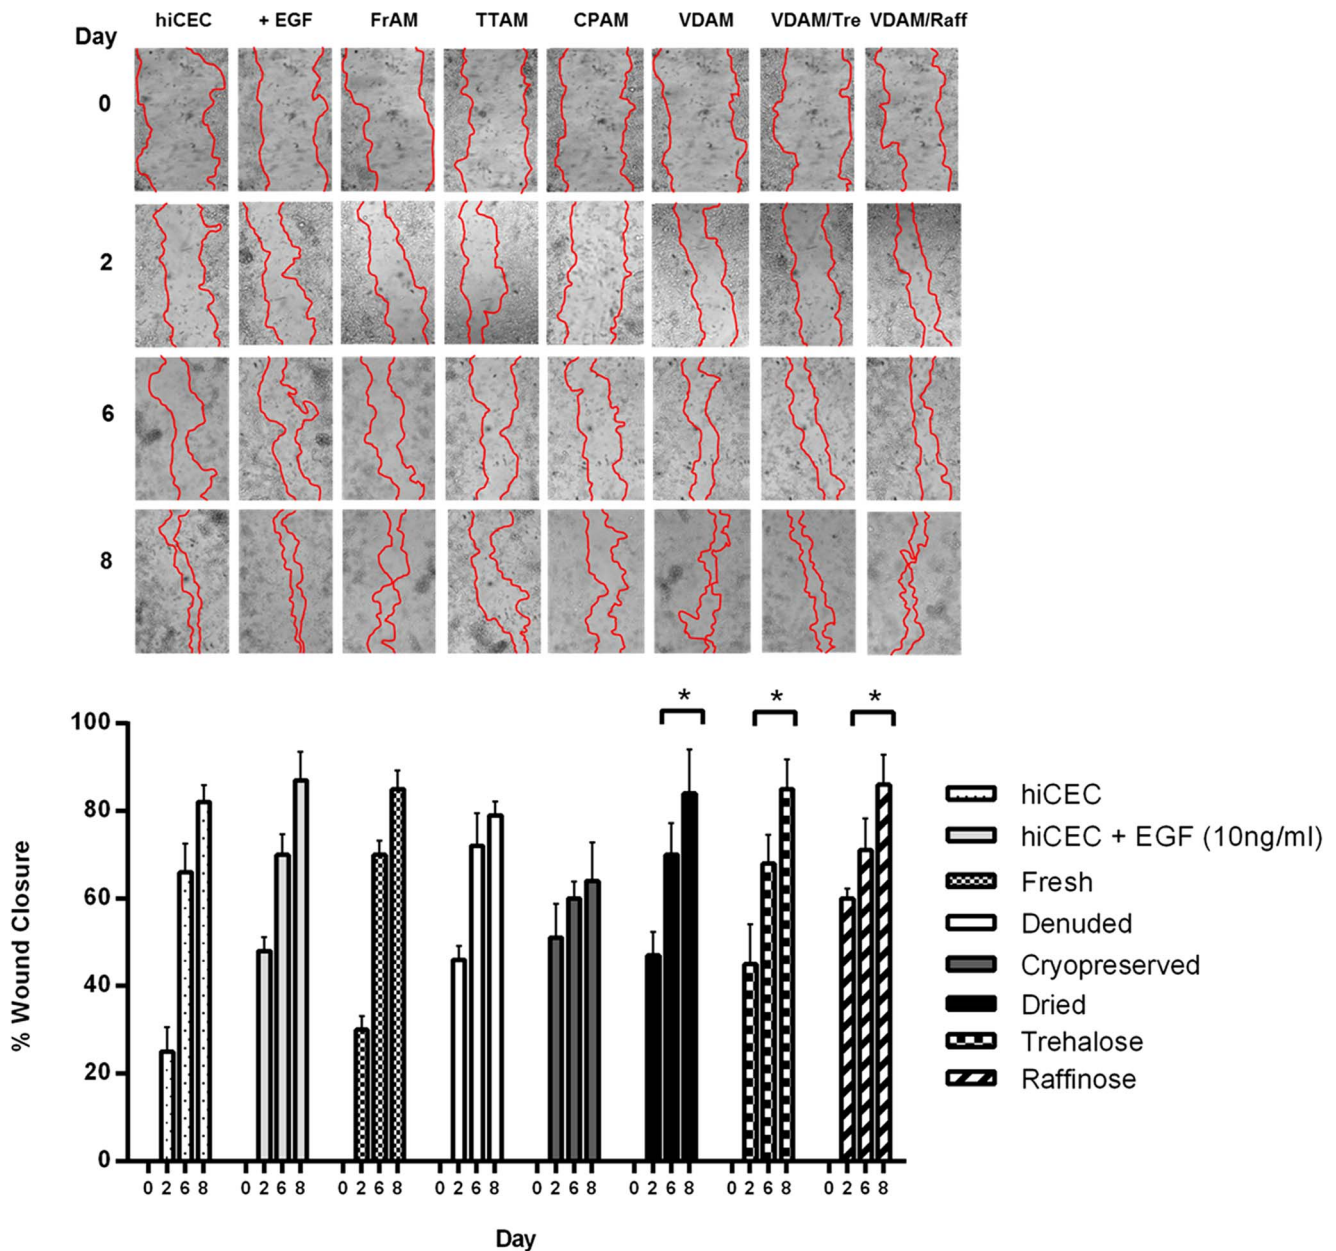 hiCEC + EGF FrAM TTAM CPAM VDAM VDAM/Tre VDAM/Raff
Day
0
2
6
8
* * *
100
80
60
40
20
0
% Wound Closure
0 2 6 8 0 2 6 8 0 2 6 8 0 2 6 8 0 2 6 8 0 2 6 8 0 2 6 8 0 2 6 8
Day
hiCEC
hiCEC + EGF (10ng/ml)
Fresh
Denuded
Cryopreserved
Dried
Trehalose
Raffinose